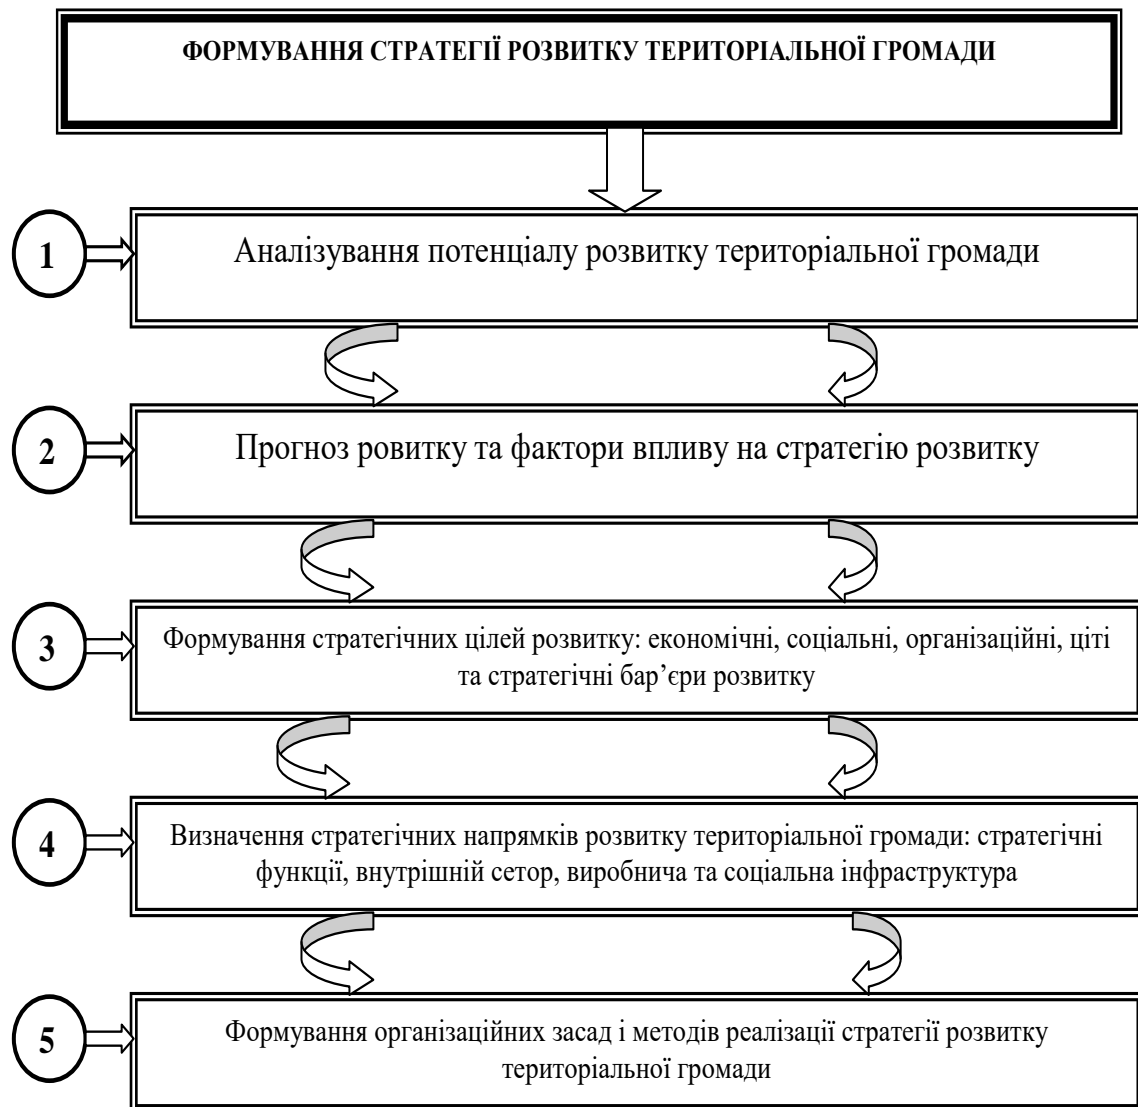 ФОРМУВАННЯ СТРАТЕГІЇ РОЗВИТКУ ТЕРИТОРІАЛЬНОЇ ГРОМАДИ
1
Аналізування потенціалу розвитку територіальної громади
2
Прогноз ровитку та фактори впливу на стратегію розвитку
3
Формування стратегічних цілей розвитку: економічні, соціальні, організаційні, ціті
та стратегічні бар’єри розвитку
4
Визначення стратегічних напрямків розвитку територіальної громади: стратегічні
функції, внутрішній сетор, виробнича та соціальна інфраструктура
5
Формування організаційних засад і методів реалізації стратегії розвитку
територіальної громади